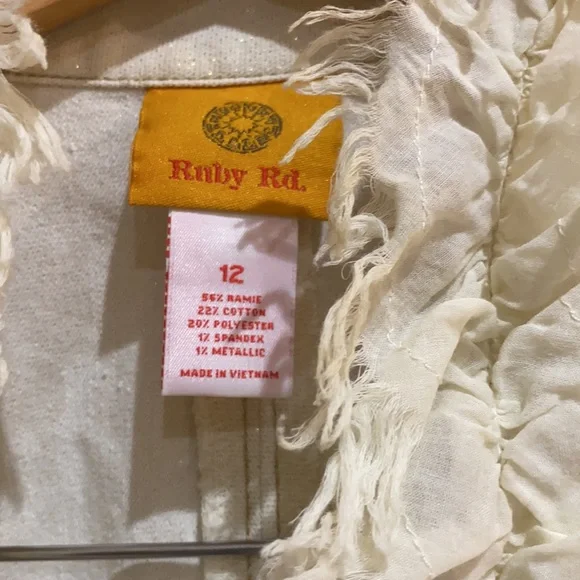 Ruby Rd.
12
56% RAMIE
22% COTTON
20% POLYESTER
1% SPANDEX
1% METALLIC
MADE IN VIETNAM